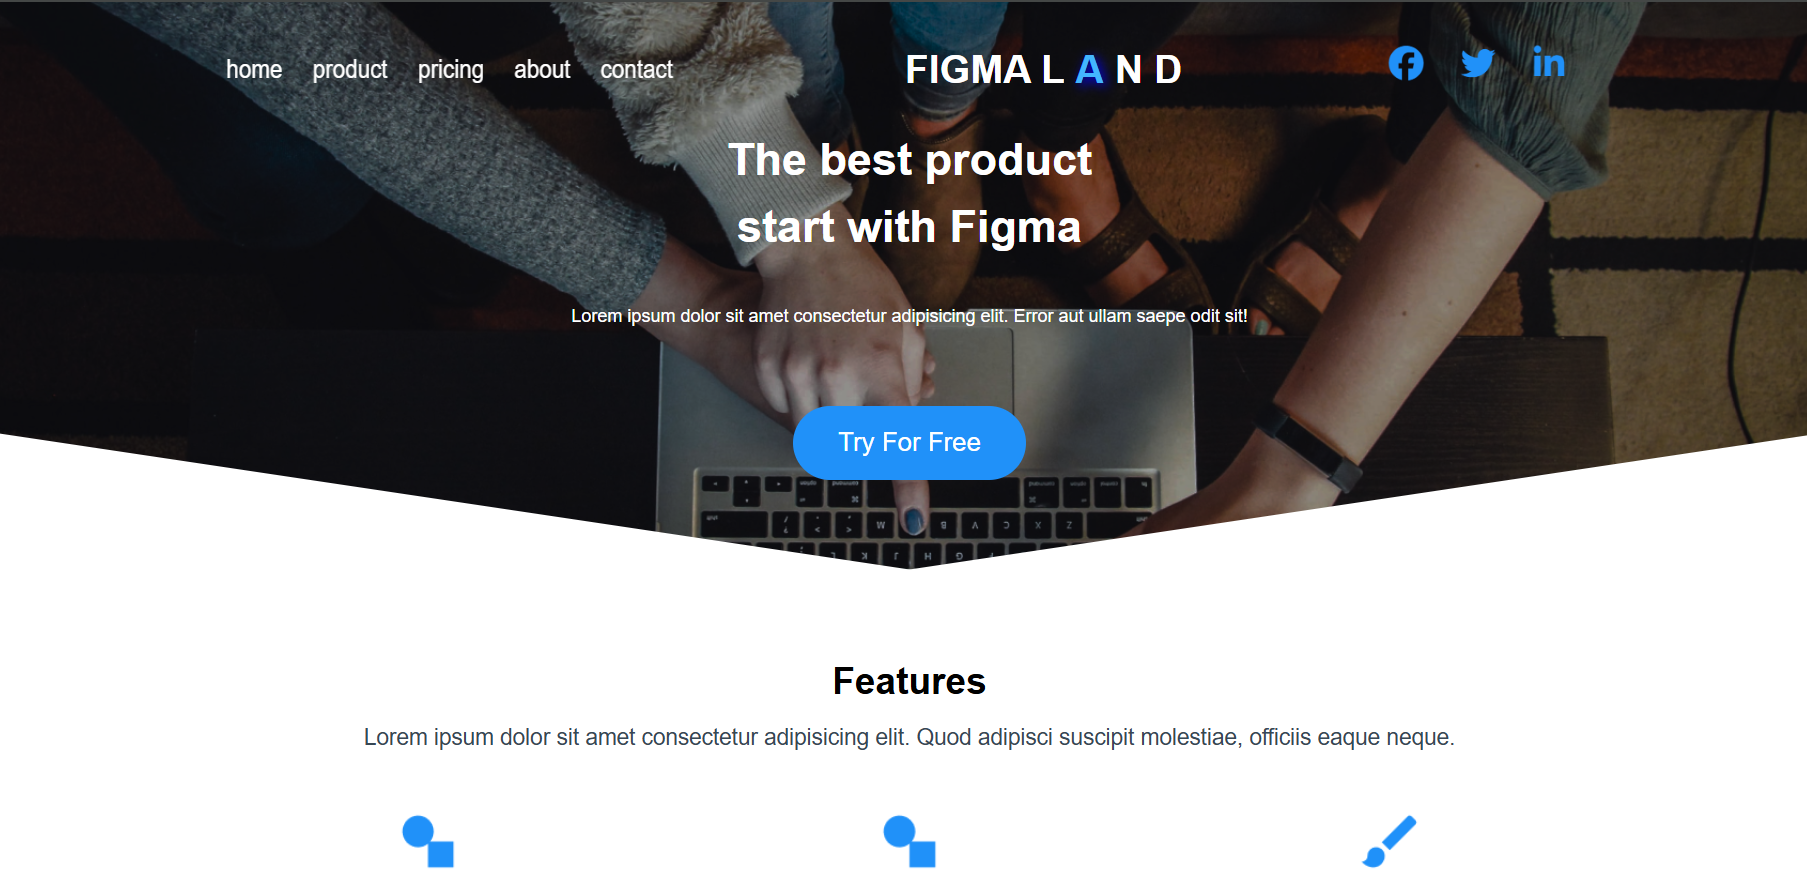 home product pricing about contact
FIGMA L A N D
The best product
start with Figma
Lorem ipsum dolor sit amet consectetur adipisicing elit. Error aut ullam saepe odit sit!
Try For Free
Features
Lorem ipsum dolor sit amet consectetur adipisicing elit. Quod adipisci suscipit molestiae, officiis eaque neque.